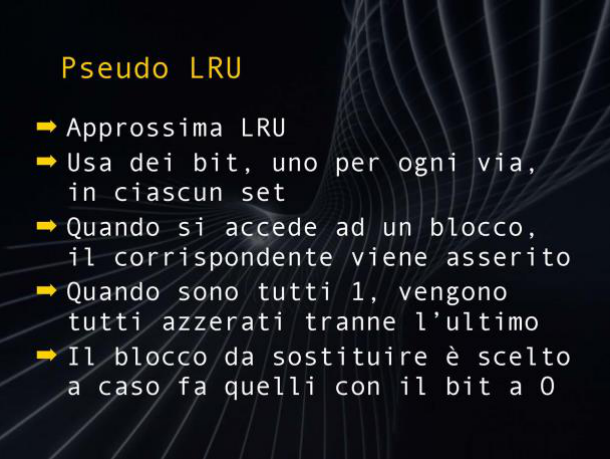 Pseudo LRU
➡ Approssima LRU
➡ Usa dei bit, uno per ogni via,
in ciascun set
➡ Quando si accede ad un blocco,
il corrispondente viene asserito
➡ Quando sono tutti 1, vengono
tutti azzerati tranne l'ultimo
➡ Il blocco da sostituire è scelto
a caso fa quelli con il bit a O